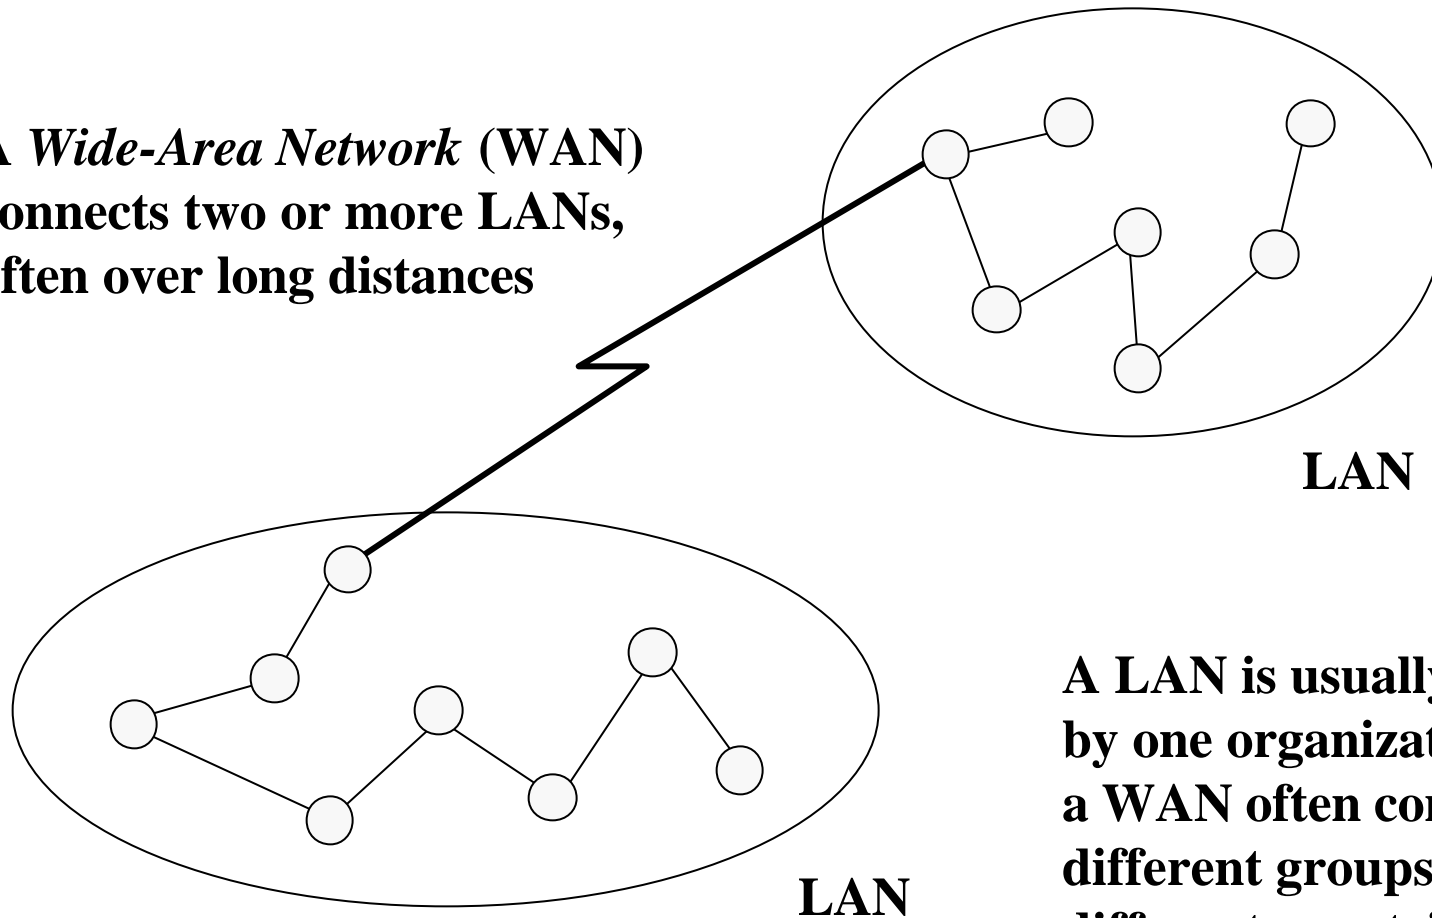 A Wide-Area Network (WAN)
onnects two or more LANs,
ften over long distances
LAN
A LAN is usually
by one organizat
a WAN often con
different groups
LAN